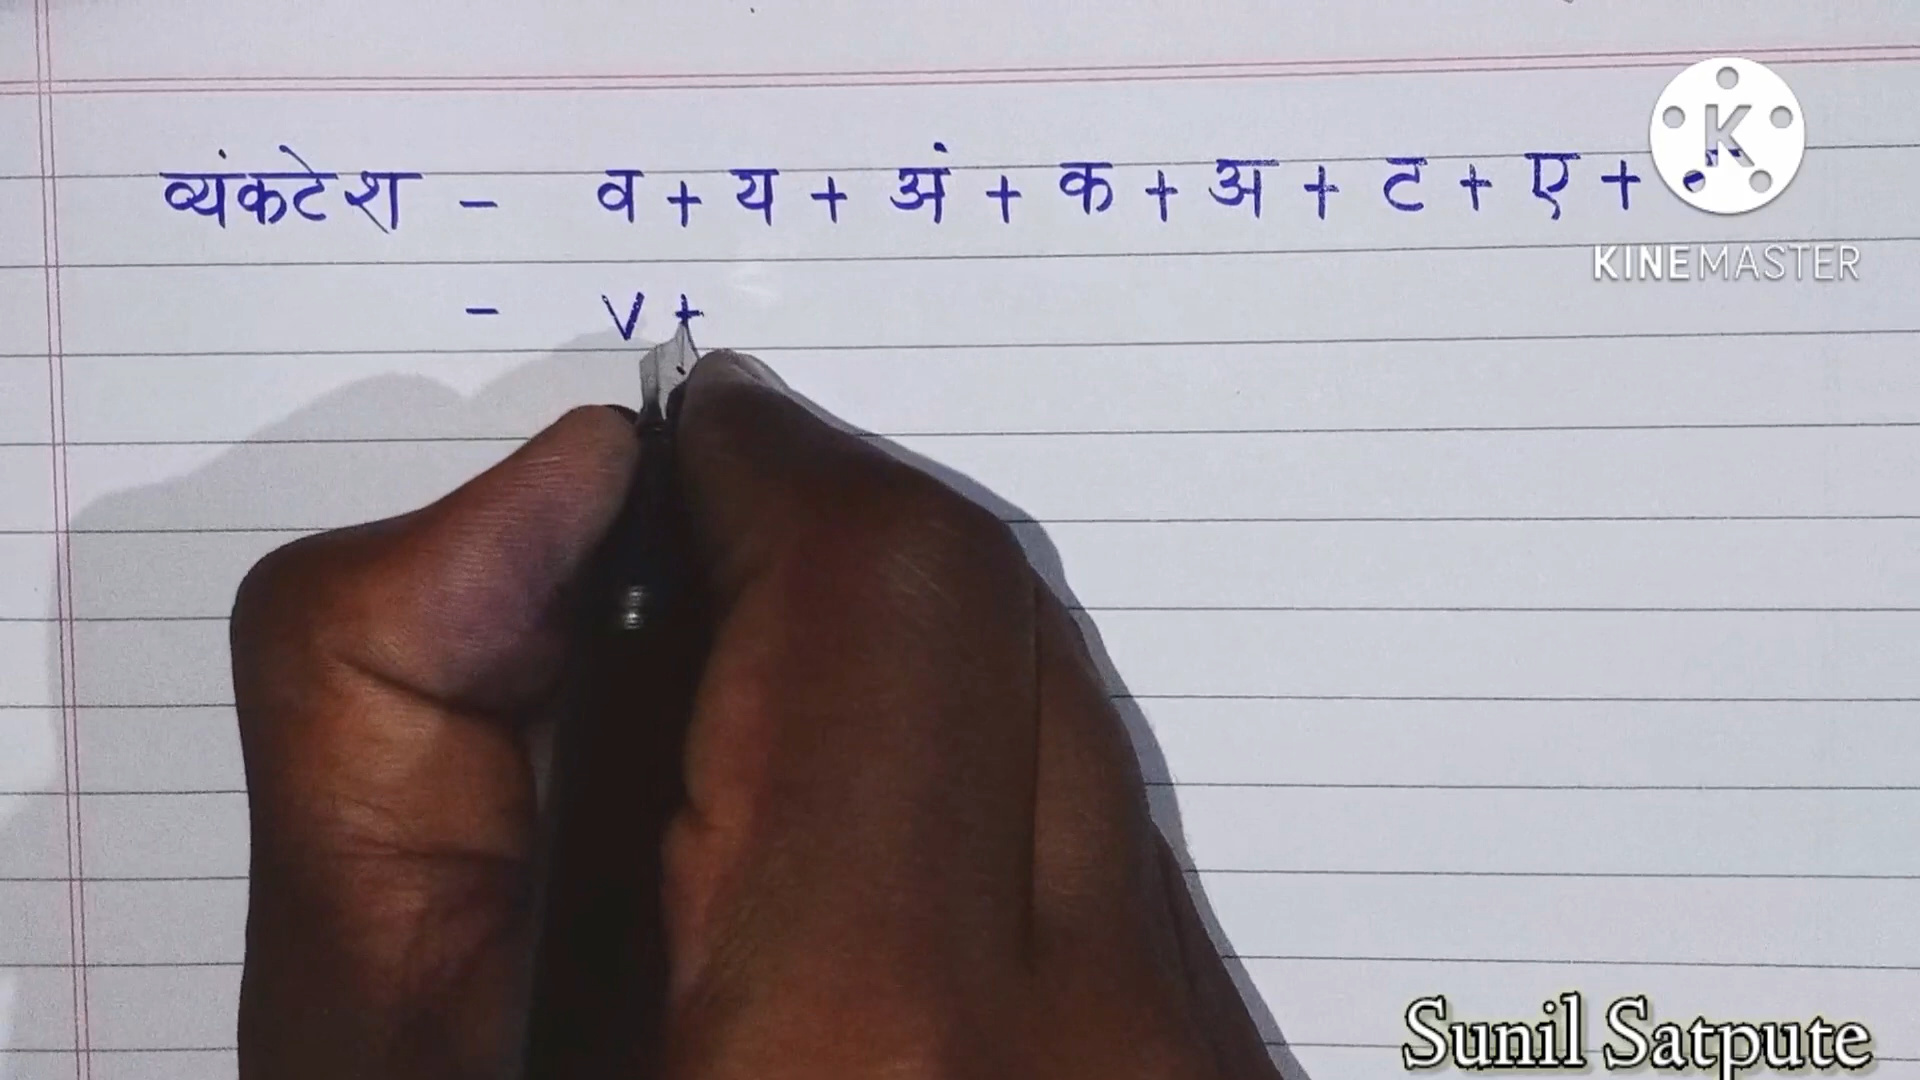 व्यंकटेश - व + य + अं + क + अ + ट + ए +
KINEMASTER
- V +
Sunil Satpute